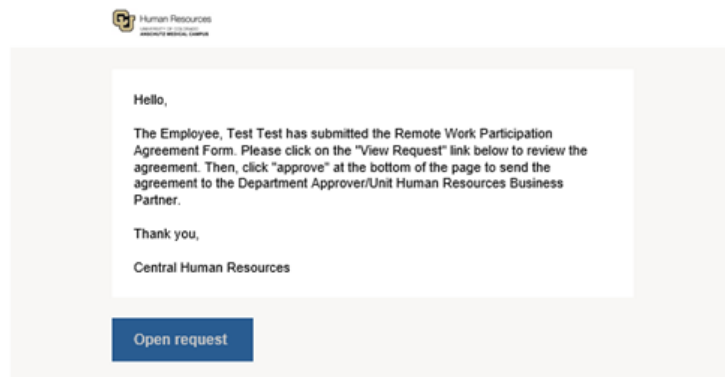 Human Resources
UNIVERSITY OF COLORADO
ANSCHUTZ MEDICAL CAMPUS
Hello,
The Employee, Test Test has submitted the Remote Work Participation
Agreement Form. Please click on the "View Request" link below to review the
agreement. Then, click "approve" at the bottom of the page to send the
agreement to the Department Approver/Unit Human Resources Business
Partner.
Thank you,
Central Human Resources
Open request